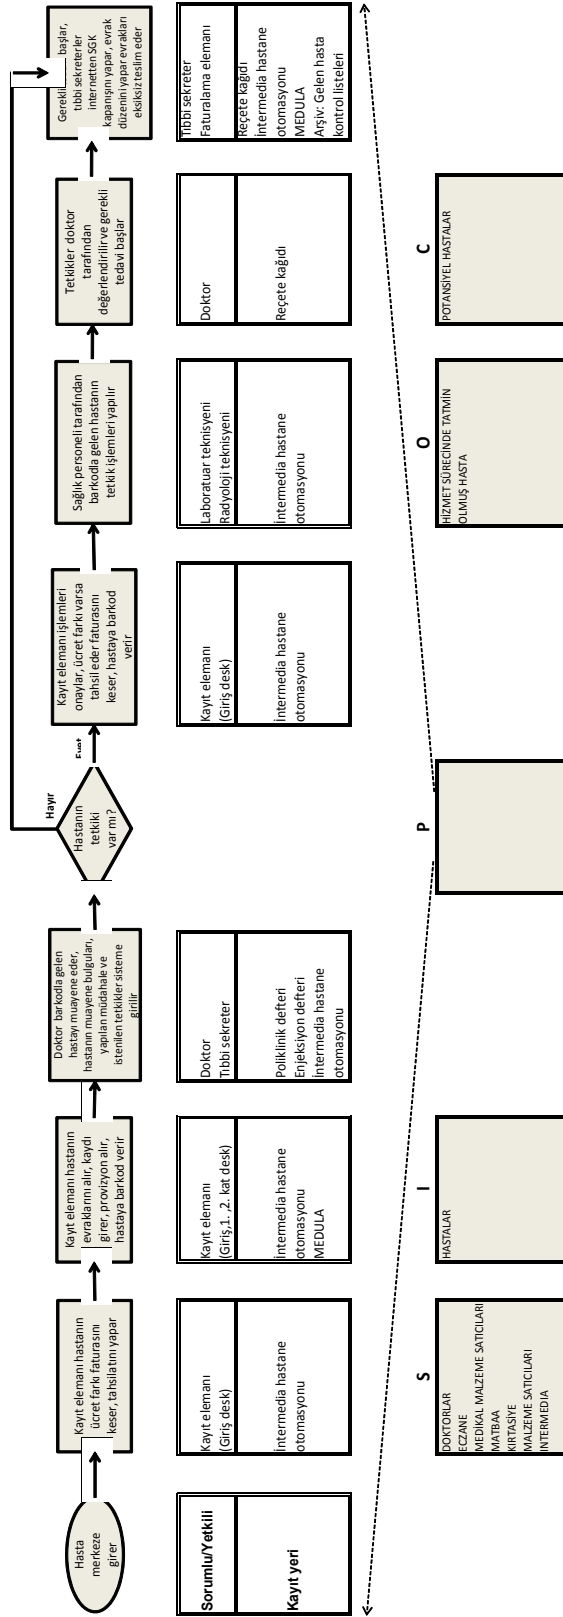 Hasta
merkeze
girer
Kayıt elemanı hastanın
ücret farkı faturasını
keser, tahsilatını yapar
Kayıt elemanı hastanın
evraklarını alır, kaydı
girer, provizyon alır,
hastaya barkod verir
Doktor barkodla gelen
hastayı muayene eder,
hastanın muayene bulguları,
yapılan müdahale ve
istenilen tetkikler sisteme
girilir
Hastanın
tetkiki
var mı?
Hayır
Evet
Kayıt elemanı işlemleri
onaylar, ücret farkı varsa
tahsil eder faturasını
keser, hastaya barkod
verir
Sağlık personeli tarafından
barkodla gelen hastanın
tetkik işlemleri yapılır
Tetkikler doktor
tarafından
değerlendirilir ve gerekli
tedavi başlar
Gerekli başlar,
tıbbi sekreterler
internetten SGK
kapanışını yapar, evrak
düzenini yapar evrakları
eksiksiz teslim eder
Sorumlu/Yetkili
Kayıt elemanı
(Giriş desk)
Kayıt elemanı
(Giriş,1. ,2. kat desk)
Doktor
Tıbbi sekreter
Kayıt elemanı
(Giriş desk)
Laboratuar teknisyeni
Radyoloji teknisyeni
Doktor
Tıbbi sekreter
Faturalama elemanı
Kayıt yeri
İntermedia hastane
otomasyonu
İntermedia hastane
otomasyonu
MEDULA
Poliklinik defteri
Enjeksiyon defteri
İntermedia hastane
otomasyonu
İntermedia hastane
otomasyonu
İntermedia hastane
otomasyonu
Reçete kağıdı
Reçete kağıdı
İntermedia hastane
otomasyonu
MEDULA
Arşiv: Gelen hasta
kontrol listeleri
S
DOKTORLAR
ECZANE
MEDİKAL MALZEME SATICILARI
MATBAA
KIRTASİYE
MALZEME SATICILARI
INTERMEDIA
I
HASTALAR
P
O
HİZMET SÜRECİNDE TATMİN
OLMUŞ HASTA
C
POTANSİYEL HASTALAR